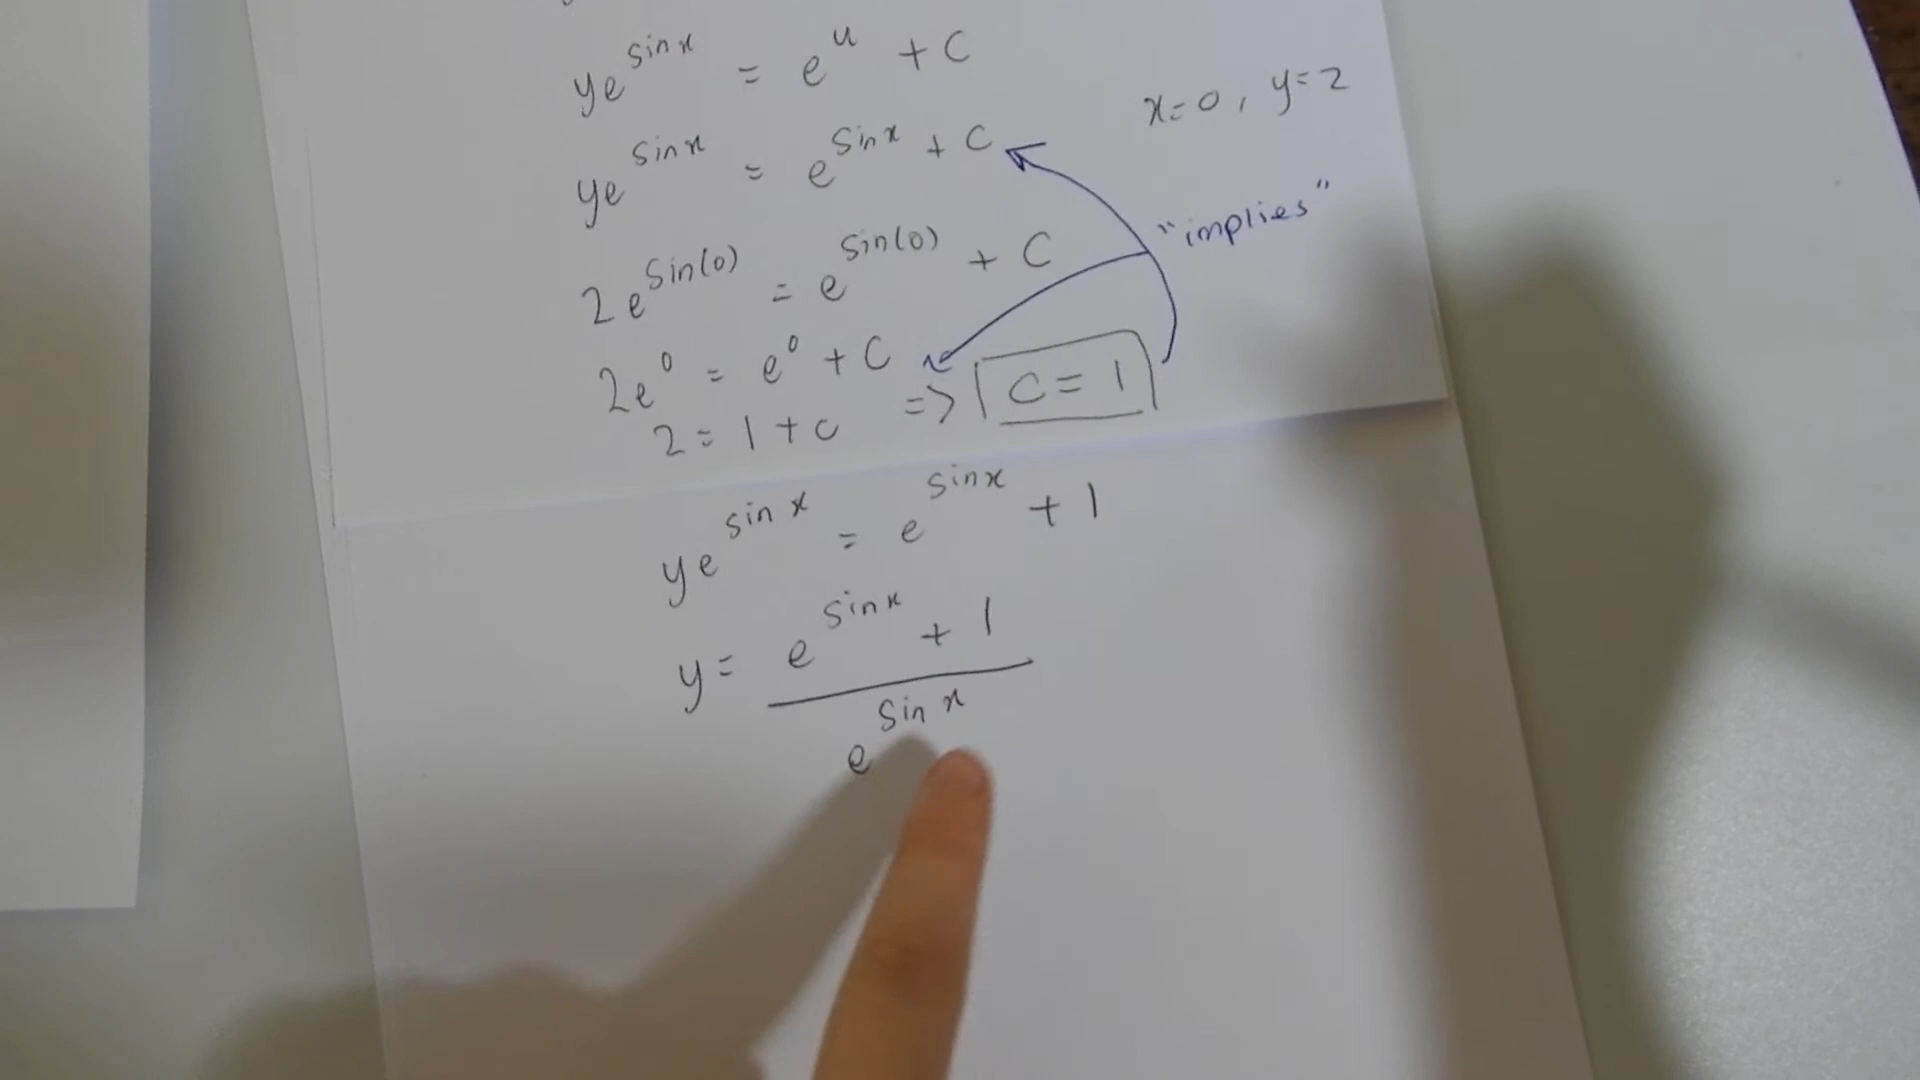 ye^{sin x} = e^{u} + C
x=0, y=2
ye^{sin x} = e^{sin x} + C
"implies"
2e^{sin(0)} = e^{sin(0)} + C
2e^{0} = e^{0} + C
2 = 1 + c => C = 1
ye^{sin x} = e^{sin x} + 1
y = \frac{e^{sin x} + 1}{e^{sin x}}